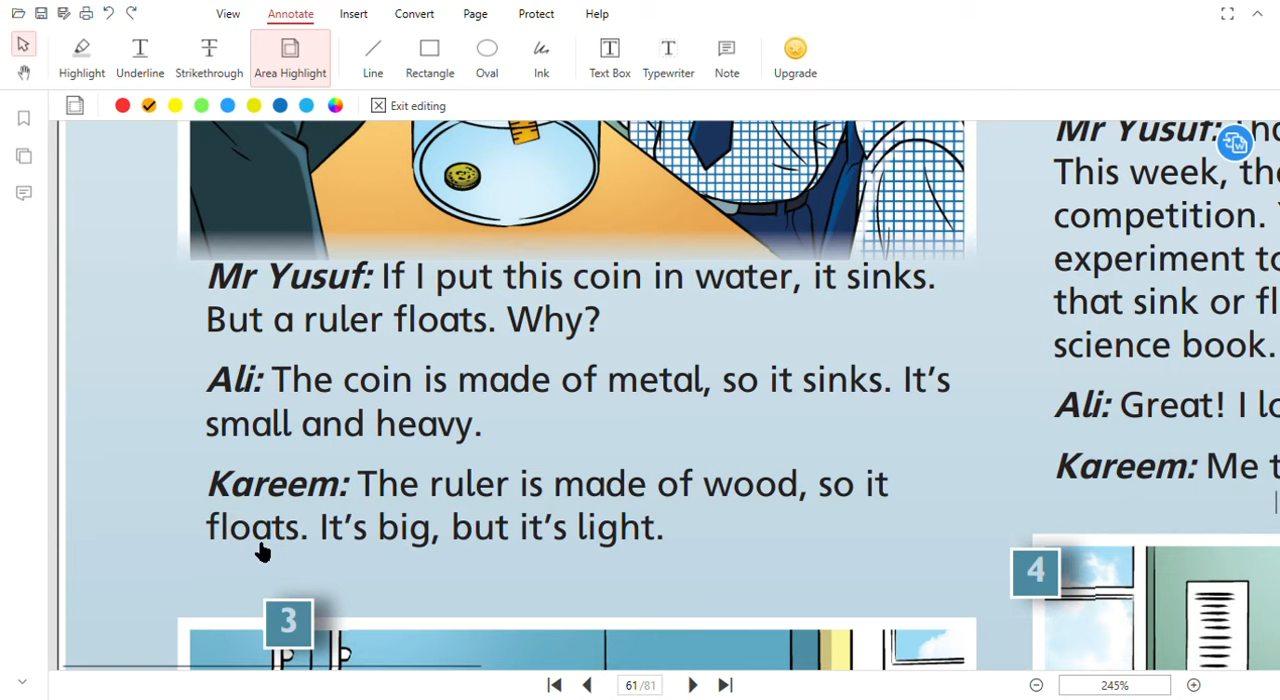 View Annotate Insert Convert Page Protect Help
Highlight Underline Strikethrough Area Highlight Line Rectangle Oval Ink Text Box Typewriter Note Upgrade
Exit editing
Mr Yusuf: If I put this coin in water, it sinks.
But a ruler floats. Why?
Ali: The coin is made of metal, so it sinks. It's
small and heavy.
Kareem: The ruler is made of wood, so it
floats. It's big, but it's light.
3
Mr Yusuf:
This week,
competition.
experiment
that sink or
science book.
Ali: Great! I
Kareem: Me
4
61/81
245%